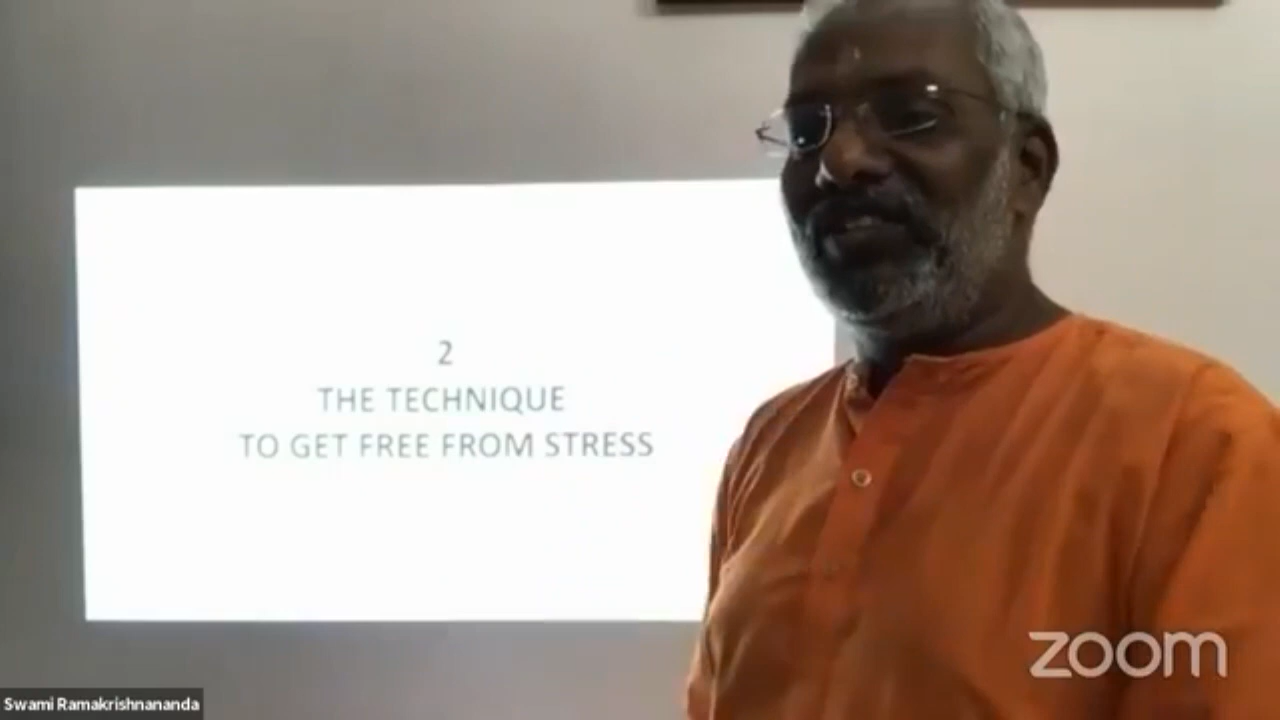 2
THE TECHNIQUE
TO GET FREE FROM STRESS
zoom
Swami Ramakrishnananda